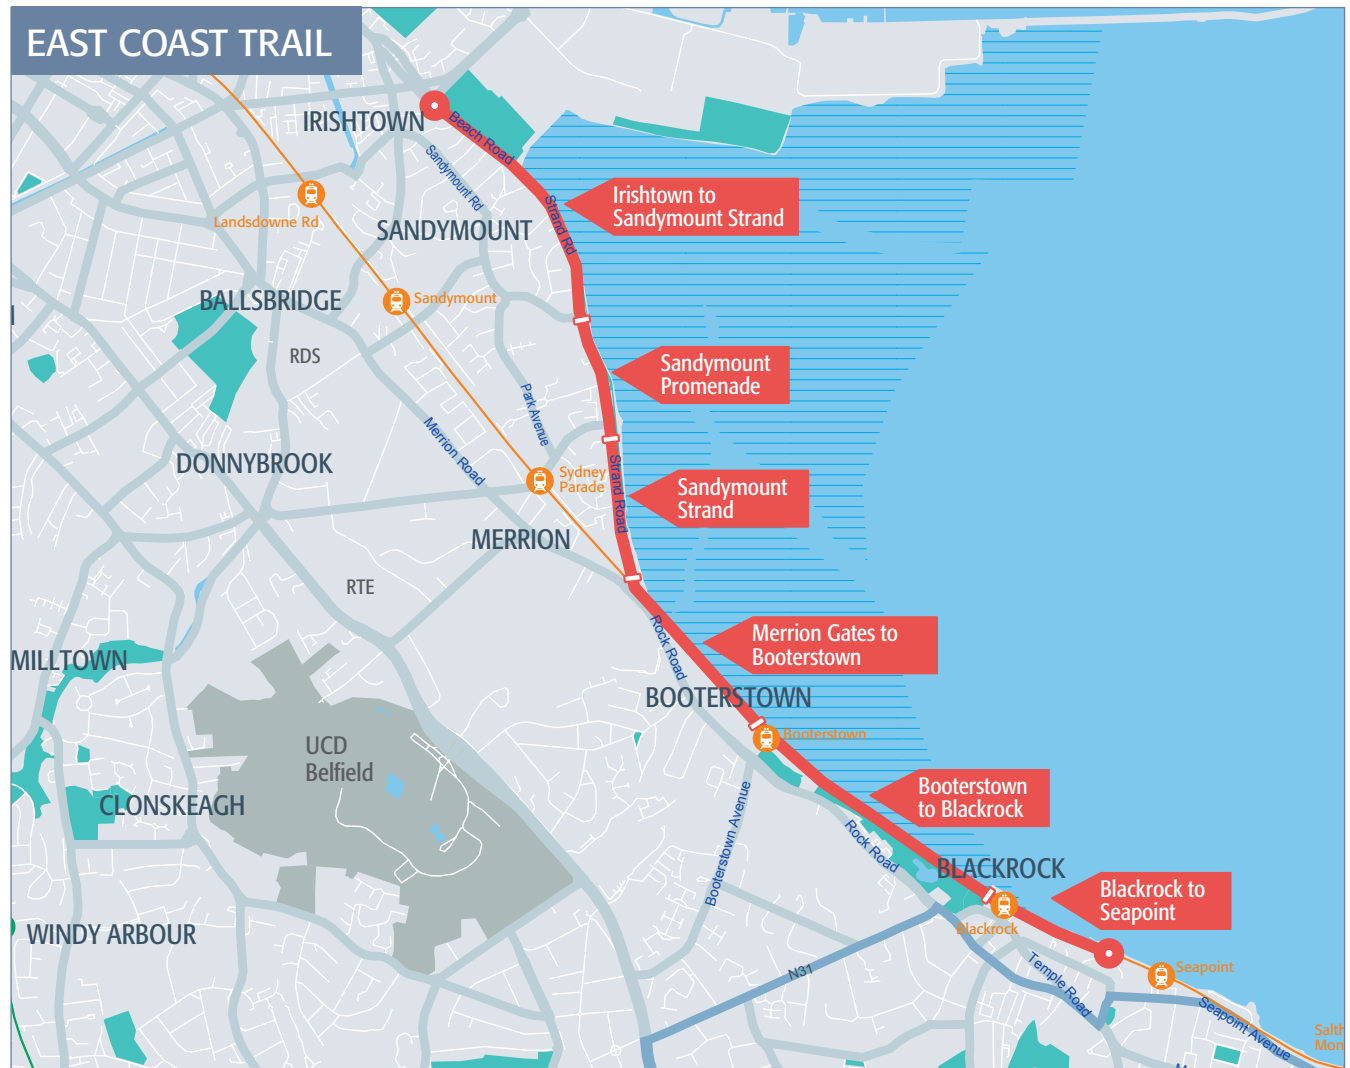 EAST COAST TRAIL
IRISHTOWN
Beach Road
Sandymount Rd
Irishtown to
Sandymount Strand
Landsdowne Rd
Strand Rd
SANDYMOUNT
BALLSBRIDGE
Sandymount
RDS
Sandymount
Promenade
Park Avenue
Merrion Road
DONNYBROOK
Sydney
Parade
Strand Road
Sandymount
Strand
MERRION
RTE
Rock Road
Merrion Gates to
Booterstown
MILLTOWN
BOOTERSTOWN
Booterstown
UCD
Belfield
Booterstown
to Blackrock
CLONSKEAGH
Booterstown Avenue
Rock Road
BLACKROCK
Blackrock to
Seapoint
WINDY ARBOUR
Blackrock
N31
Temple Road
Seapoint
Seapoint Avenue
Salth
Mon